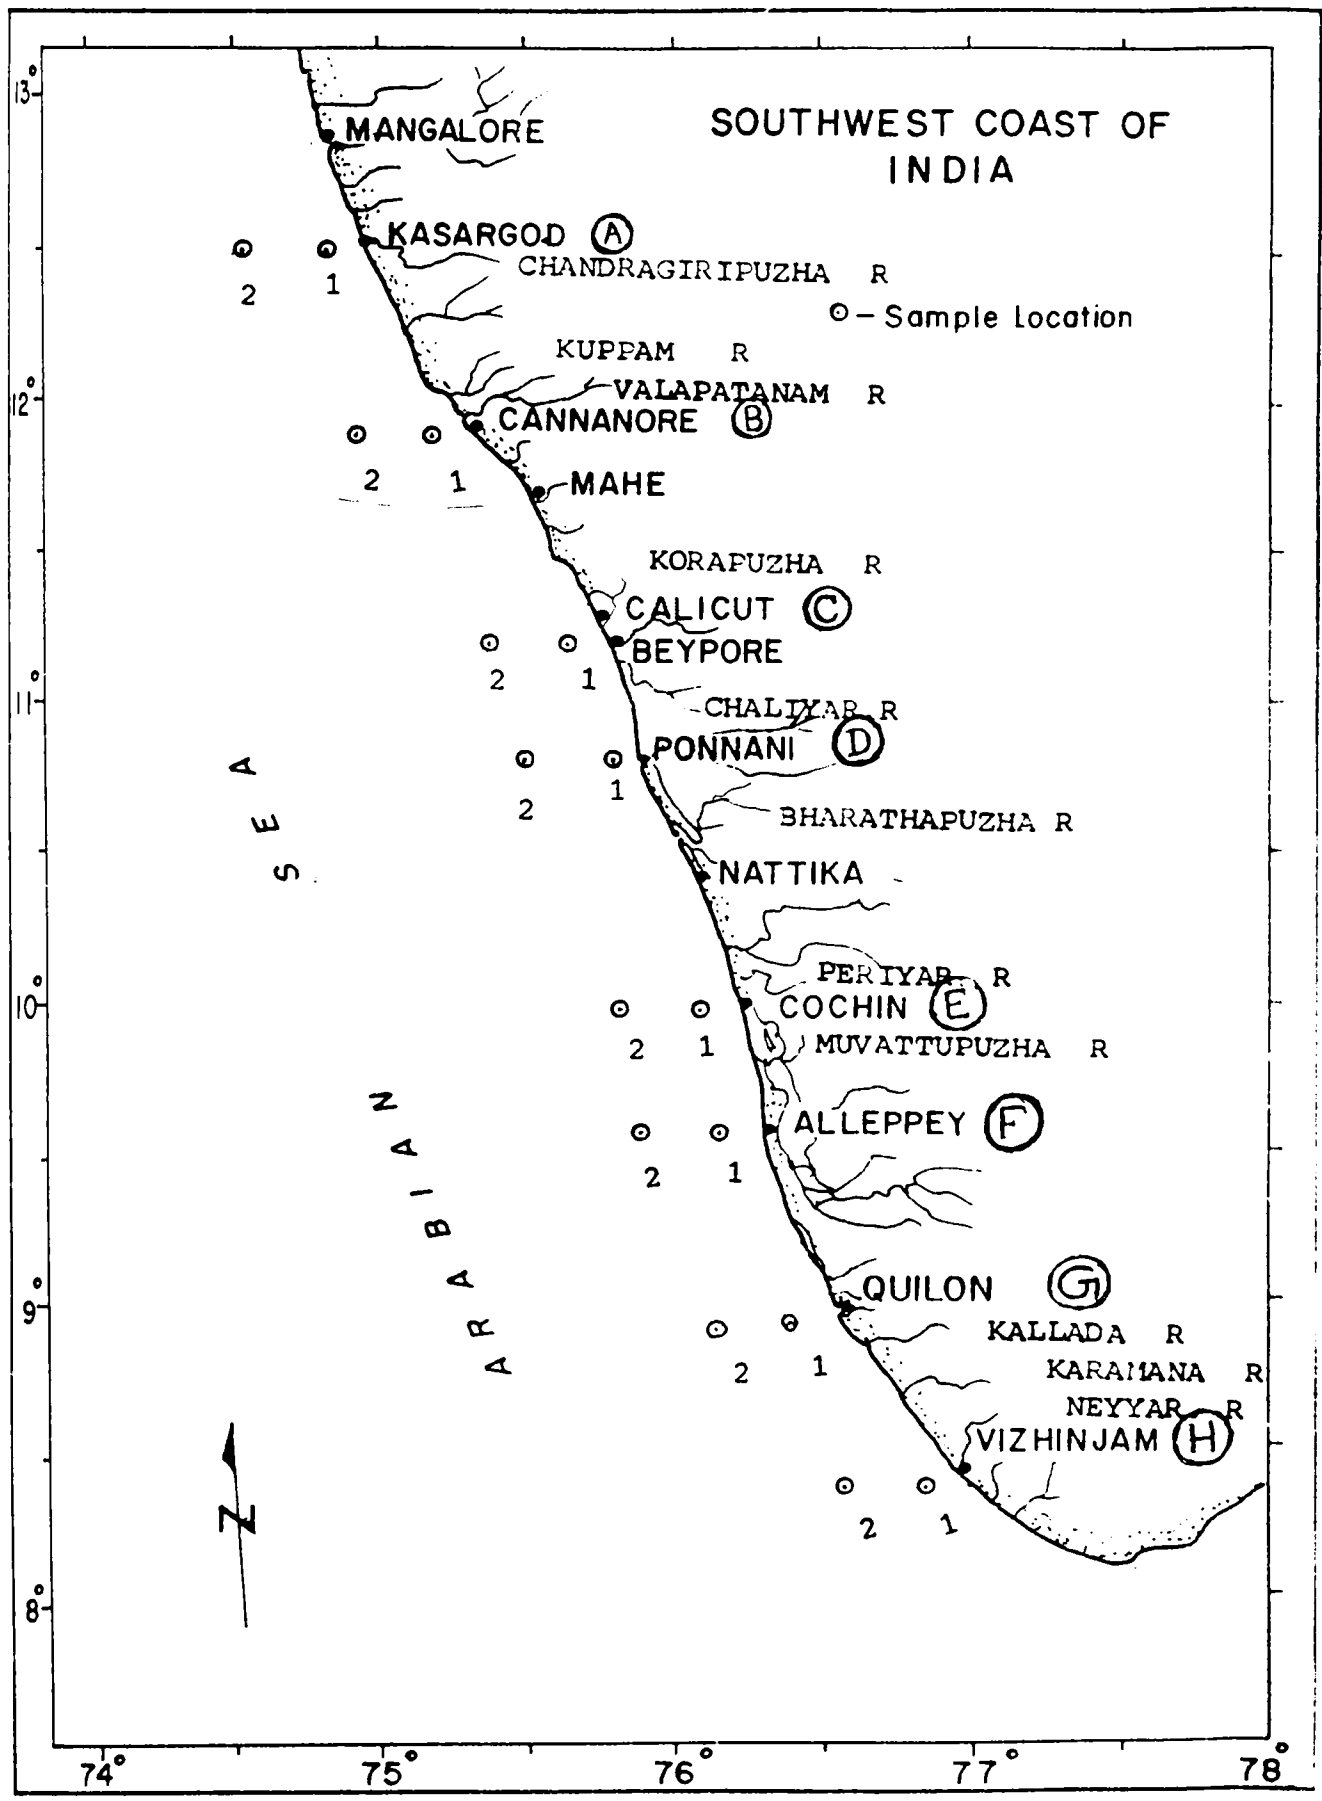 SOUTHWEST COAST OF
INDIA
13°
MANGALORE
KASARGOD A
CHANDRAGIRIPUZHA R
2 1
⊙ – Sample Location
KUPPAM R
12°
VALAPATANAM R
CANNANORE B
2 1
MAHE
KORAPUZHA R
CALICUT C
BEYPORE
2 1
11°
CHALIYAR R
PONNANI D
2 1
BHARATHAPUZHA R
NATTIKA
PERIYAR R
10°
COCHIN E
2 1
MUVATTUPUZHA R
ALLEPPEY F
2 1
ARABIAN SEA
QUILON G
9°
KALLADA R
2 1
KARAMANA R
NEYYAR R
VIZHINJAM H
2 1
N
8°
74° 75° 76° 77° 78°